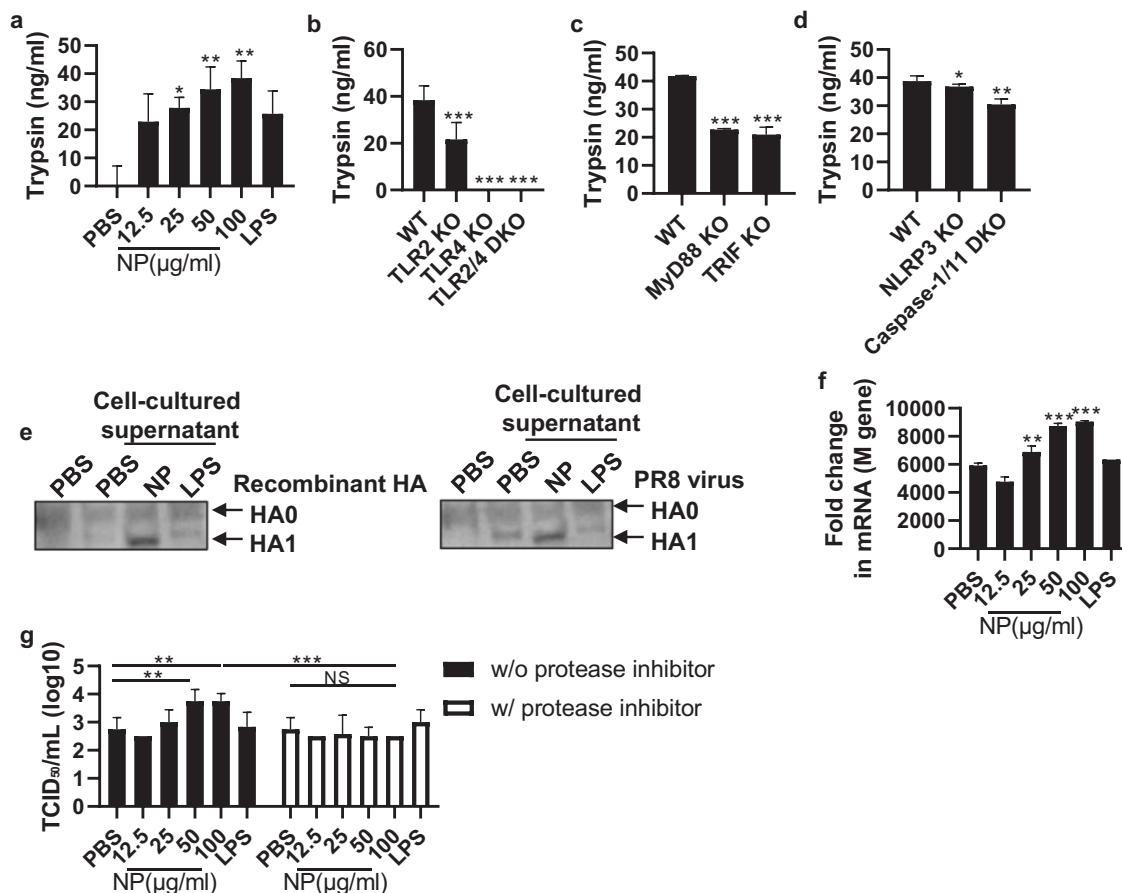 a
Trypsin (ng/ml)
50
40
30
20
10
0
* ** **
PBS 12.5 25 50 100 LPS
NP(µg/ml)
b
Trypsin (ng/ml)
60
40
20
0
*** *** ***
WT TLR2 KO TLR4 KO TLR2/4 DKO
c
Trypsin (ng/ml)
50
40
30
20
10
0
*** ***
WT MyD88 KO TRIF KO
d
Trypsin (ng/ml)
50
40
30
20
10
0
* **
WT NLRP3 KO Caspase-1/11 DKO
e
Cell-cultured
supernatant
PBS PBS NP LPS
Recombinant HA
HA0
HA1
Cell-cultured
supernatant
PBS PBS NP LPS
PR8 virus
HA0
HA1
f
Fold change
in mRNA (M gene)
10000
8000
6000
4000
2000
0
** *** ***
PBS 12.5 25 50 100 LPS
NP(µg/ml)
g
TCID₅₀/mL (log10)
5
4
3
2
1
0
** ***
** NS
PBS 12.5 25 50 100 LPS PBS 12.5 25 50 100 LPS
NP(µg/ml) NP(µg/ml)
w/o protease inhibitor
w/ protease inhibitor